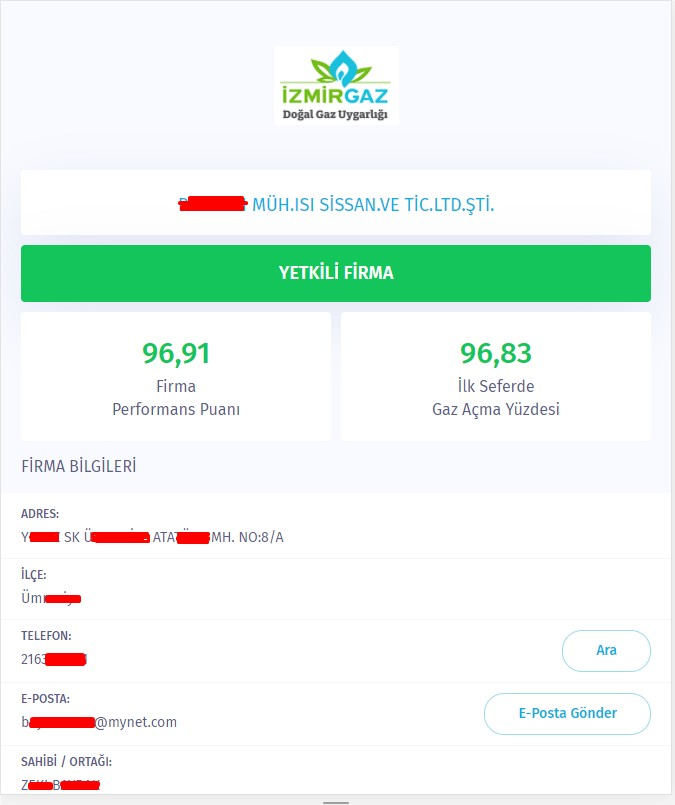 İZMİRGAZ
Doğal Gaz Uygarlığı
MÜH.ISI SİSSAN.VE TİC.LTD.ŞTİ.
YETKİLİ FİRMA
96,91
Firma
Performans Puanı
96,83
İlk Seferde
Gaz Açma Yüzdesi
FİRMA BİLGİLERİ
ADRES:
SK MH. NO:8/A
İLÇE:
TELEFON:
Ara
E-POSTA:
@mynet.com
E-Posta Gönder
SAHİBİ / ORTAĞI: